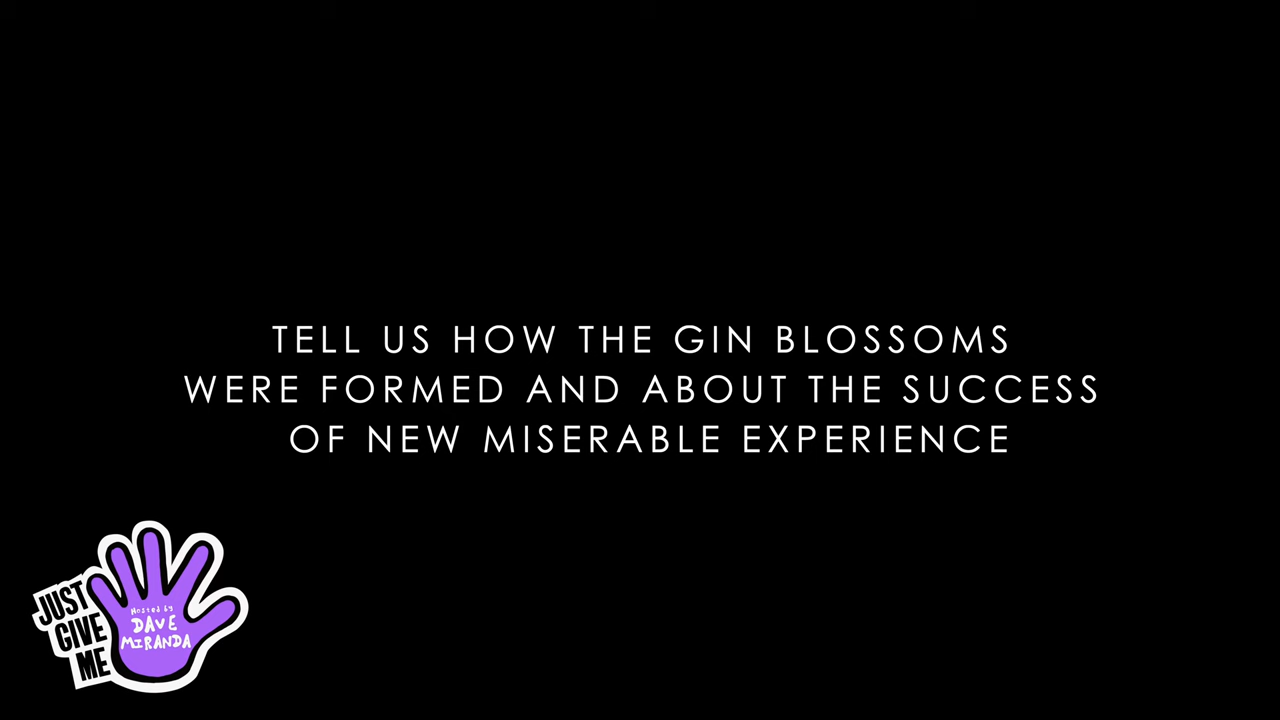 TELL US HOW THE GIN BLOSSOMS
WERE FORMED AND ABOUT THE SUCCESS
OF NEW MISERABLE EXPERIENCE
JUST
GIVE
ME
Hosted by
DAVE
MIRANDA